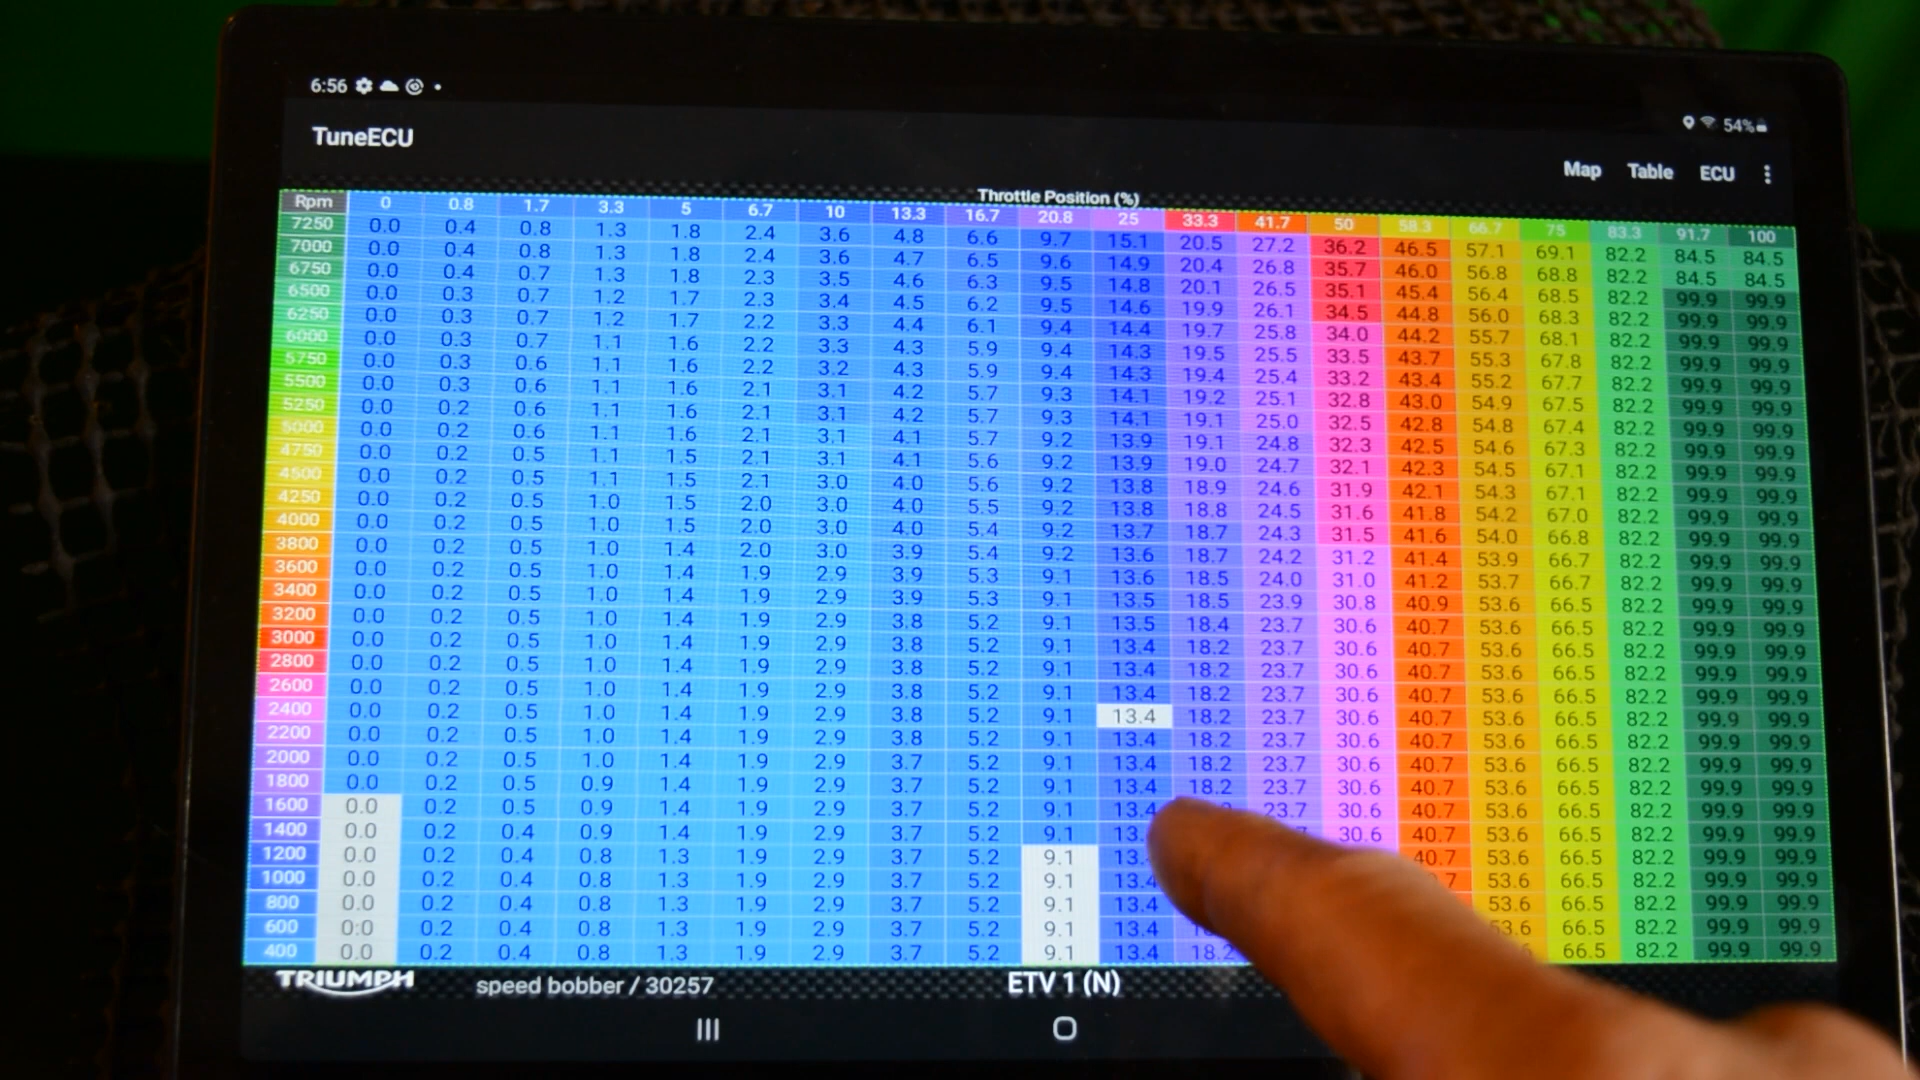 6:56
54%
TuneECU
Map Table ECU
Throttle Position (%)
Rpm 0 0.8 1.7 3.3 5 6.7 10 13.3 16.7 20.8 25 33.3 41.7 50 58.3 66.7 75 83.3 91.7 100
7250 0.0 0.4 0.8 1.3 1.8 2.4 3.6 4.8 6.6 9.7 15.1 20.5 27.2 36.2 46.5 57.1 69.1 82.2 84.5 84.5
7000 0.0 0.4 0.8 1.3 1.8 2.4 3.6 4.7 6.5 9.6 14.9 20.4 26.8 35.7 46.0 56.8 68.8 82.2 84.5 84.5
6750 0.0 0.4 0.7 1.3 1.8 2.3 3.5 4.6 6.3 9.5 14.8 20.1 26.5 35.1 45.4 56.4 68.5 82.2 99.9 99.9
6500 0.0 0.3 0.7 1.2 1.7 2.3 3.4 4.5 6.2 9.5 14.6 19.9 26.1 34.5 44.8 56.0 68.3 82.2 99.9 99.9
6250 0.0 0.3 0.7 1.2 1.7 2.2 3.3 4.4 6.1 9.4 14.4 19.7 25.8 34.0 44.2 55.7 68.1 82.2 99.9 99.9
6000 0.0 0.3 0.7 1.1 1.6 2.2 3.3 4.3 5.9 9.4 14.3 19.5 25.5 33.5 43.7 55.3 67.8 82.2 99.9 99.9
5750 0.0 0.3 0.6 1.1 1.6 2.2 3.2 4.3 5.9 9.4 14.3 19.4 25.4 33.2 43.4 55.2 67.7 82.2 99.9 99.9
5500 0.0 0.3 0.6 1.1 1.6 2.1 3.1 4.2 5.7 9.3 14.1 19.2 25.1 32.8 43.0 54.9 67.5 82.2 99.9 99.9
5250 0.0 0.2 0.6 1.1 1.6 2.1 3.1 4.2 5.7 9.3 14.1 19.1 25.0 32.5 42.8 54.8 67.4 82.2 99.9 99.9
5000 0.0 0.2 0.6 1.1 1.6 2.1 3.1 4.1 5.7 9.2 13.9 19.1 24.8 32.3 42.5 54.6 67.3 82.2 99.9 99.9
4750 0.0 0.2 0.5 1.1 1.5 2.1 3.1 4.1 5.6 9.2 13.9 19.0 24.7 32.1 42.3 54.5 67.1 82.2 99.9 99.9
4500 0.0 0.2 0.5 1.1 1.5 2.1 3.0 4.0 5.6 9.2 13.8 18.9 24.6 31.9 42.1 54.3 67.1 82.2 99.9 99.9
4250 0.0 0.2 0.5 1.0 1.5 2.0 3.0 4.0 5.5 9.2 13.8 18.8 24.5 31.6 41.8 54.2 67.0 82.2 99.9 99.9
4000 0.0 0.2 0.5 1.0 1.5 2.0 3.0 4.0 5.4 9.2 13.7 18.7 24.3 31.5 41.6 54.0 66.8 82.2 99.9 99.9
3800 0.0 0.2 0.5 1.0 1.4 2.0 3.0 3.9 5.4 9.2 13.6 18.7 24.2 31.2 41.4 53.9 66.7 82.2 99.9 99.9
3600 0.0 0.2 0.5 1.0 1.4 1.9 2.9 3.9 5.3 9.1 13.6 18.5 24.0 31.0 41.2 53.7 66.7 82.2 99.9 99.9
3400 0.0 0.2 0.5 1.0 1.4 1.9 2.9 3.9 5.3 9.1 13.5 18.5 23.9 30.8 40.9 53.6 66.5 82.2 99.9 99.9
3200 0.0 0.2 0.5 1.0 1.4 1.9 2.9 3.8 5.2 9.1 13.5 18.4 23.7 30.6 40.7 53.6 66.5 82.2 99.9 99.9
3000 0.0 0.2 0.5 1.0 1.4 1.9 2.9 3.8 5.2 9.1 13.4 18.2 23.7 30.6 40.7 53.6 66.5 82.2 99.9 99.9
2800 0.0 0.2 0.5 1.0 1.4 1.9 2.9 3.8 5.2 9.1 13.4 18.2 23.7 30.6 40.7 53.6 66.5 82.2 99.9 99.9
2600 0.0 0.2 0.5 1.0 1.4 1.9 2.9 3.8 5.2 9.1 13.4 18.2 23.7 30.6 40.7 53.6 66.5 82.2 99.9 99.9
2400 0.0 0.2 0.5 1.0 1.4 1.9 2.9 3.8 5.2 9.1 13.4 18.2 23.7 30.6 40.7 53.6 66.5 82.2 99.9 99.9
2200 0.0 0.2 0.5 1.0 1.4 1.9 2.9 3.8 5.2 9.1 13.4 18.2 23.7 30.6 40.7 53.6 66.5 82.2 99.9 99.9
2000 0.0 0.2 0.5 1.0 1.4 1.9 2.9 3.7 5.2 9.1 13.4 18.2 23.7 30.6 40.7 53.6 66.5 82.2 99.9 99.9
1800 0.0 0.2 0.5 0.9 1.4 1.9 2.9 3.7 5.2 9.1 13.4 18.2 23.7 30.6 40.7 53.6 66.5 82.2 99.9 99.9
1600 0.0 0.2 0.5 0.9 1.4 1.9 2.9 3.7 5.2 9.1 13.4 23.7 30.6 40.7 53.6 66.5 82.2 99.9 99.9
1400 0.0 0.2 0.4 0.9 1.4 1.9 2.9 3.7 5.2 9.1 30.6 40.7 53.6 66.5 82.2 99.9 99.9
1200 0.0 0.2 0.4 0.8 1.3 1.9 2.9 3.7 5.2 9.1 40.7 53.6 66.5 82.2 99.9 99.9
1000 0.0 0.2 0.4 0.8 1.3 1.9 2.9 3.7 5.2 9.1 13.4 53.6 66.5 82.2 99.9 99.9
800 0.0 0.2 0.4 0.8 1.3 1.9 2.9 3.7 5.2 9.1 13.4 53.6 66.5 82.2 99.9 99.9
600 0.0 0.2 0.4 0.8 1.3 1.9 2.9 3.7 5.2 9.1 13.4 53.6 66.5 82.2 99.9 99.9
400 0.0 0.2 0.4 0.8 1.3 1.9 2.9 3.7 5.2 9.1 13.4 18.2 66.5 82.2 99.9 99.9
TRIUMPH speed bobber / 30257 ETV 1 (N)